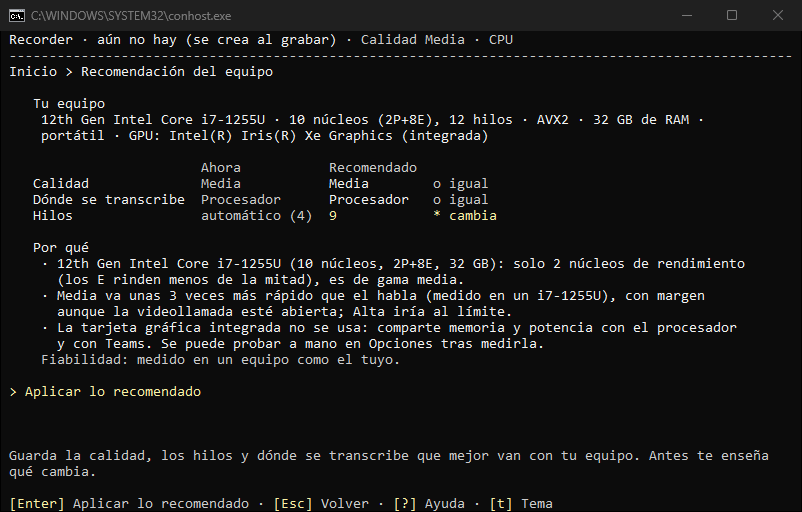 C:\WINDOWS\SYSTEM32\conhost.exe
Recorder · aún no hay (se crea al grabar) · Calidad Media · CPU
Inicio > Recomendación del equipo
Tu equipo
12th Gen Intel Core i7-1255U · 10 núcleos (2P+8E), 12 hilos · AVX2 · 32 GB de RAM ·
portátil · GPU: Intel(R) Iris(R) Xe Graphics (integrada)
Ahora Recomendado
Calidad Media Media o igual
Dónde se transcribe Procesador Procesador o igual
Hilos automático (4) 9 * cambia
Por qué
· 12th Gen Intel Core i7-1255U (10 núcleos, 2P+8E, 32 GB): solo 2 núcleos de rendimiento
(los E rinden menos de la mitad), es de gama media.
· Media va unas 3 veces más rápido que el habla (medido en un i7-1255U), con margen
aunque la videollamada esté abierta; Alta iría al límite.
· La tarjeta gráfica integrada no se usa: comparte memoria y potencia con el procesador
y con Teams. Se puede probar a mano en Opciones tras medirla.
Fiabilidad: medido en un equipo como el tuyo.
> Aplicar lo recomendado
Guarda la calidad, los hilos y dónde se transcribe que mejor van con tu equipo. Antes te enseña
qué cambia.
[Enter] Aplicar lo recomendado · [Esc] Volver · [?] Ayuda · [t] Tema